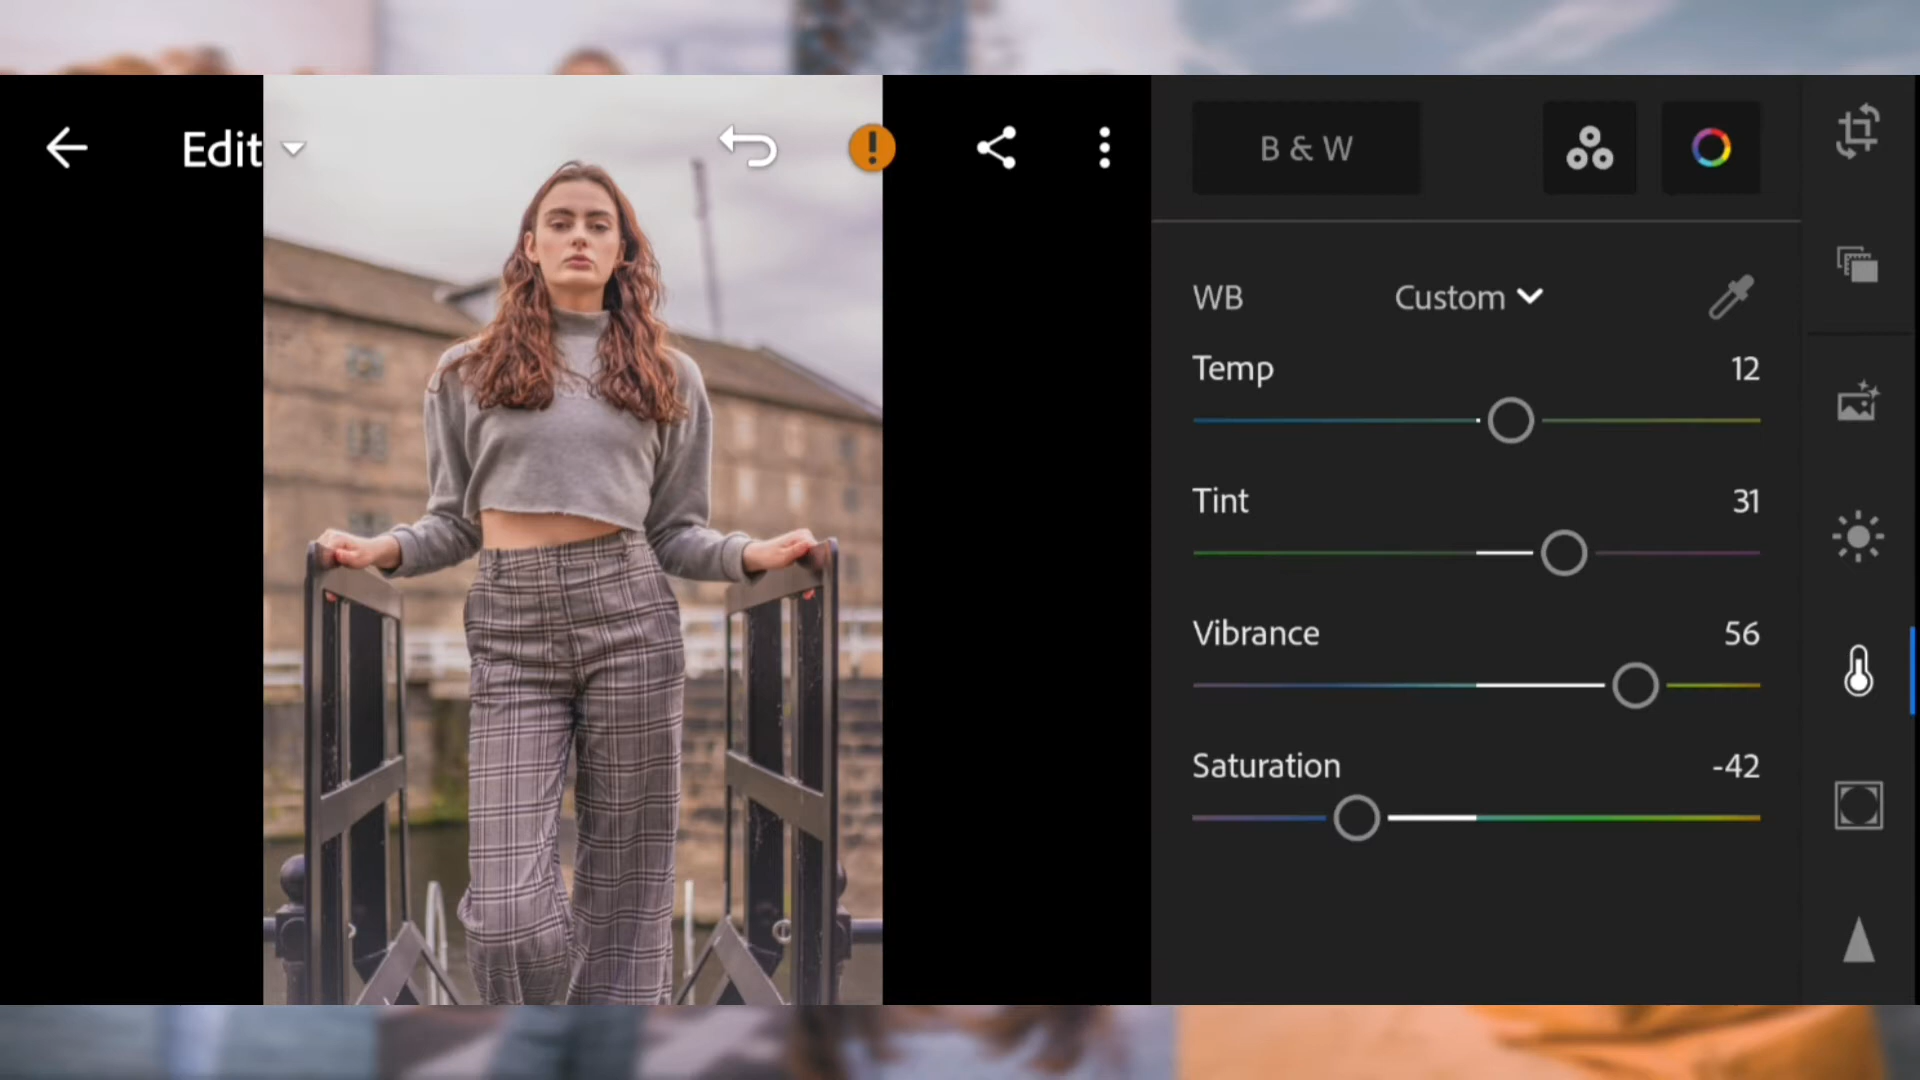 Edit
B & W
WB Custom
Temp 12
Tint 31
Vibrance 56
Saturation -42